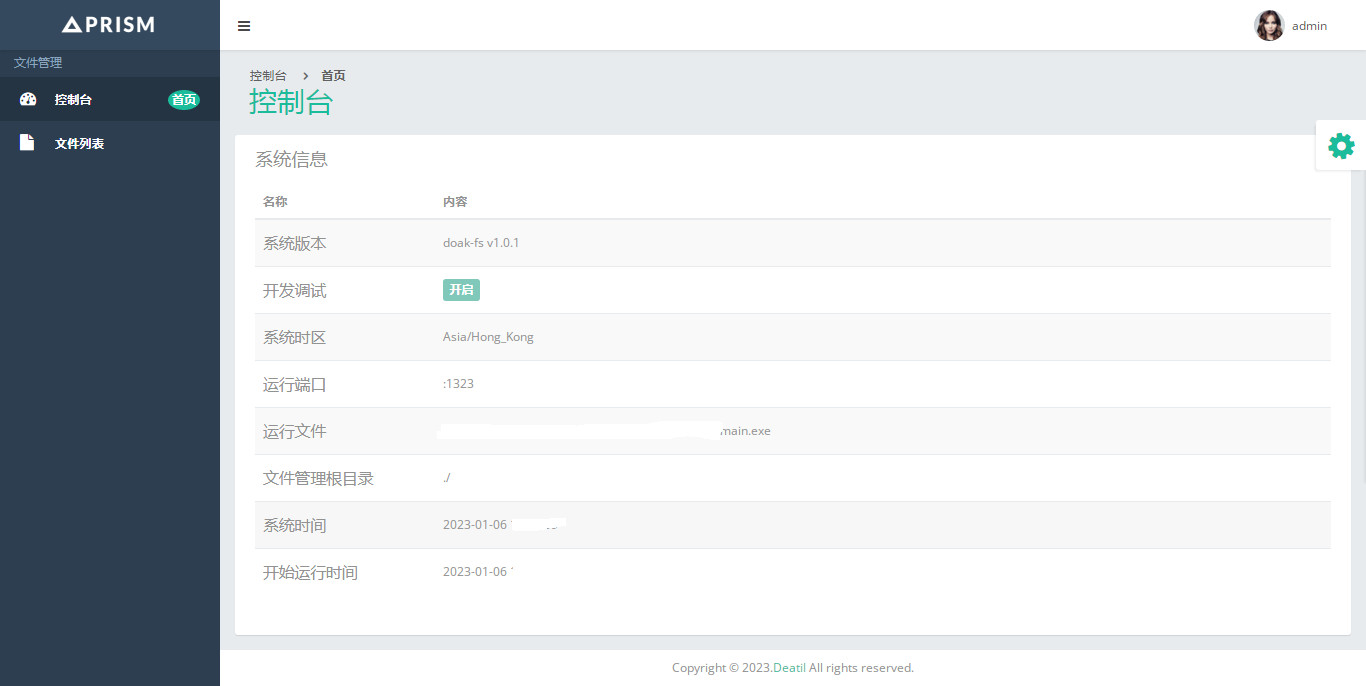 PRISM
admin
文件管理
控制台 首页
文件列表
控制台 > 首页
控制台
系统信息
名称 内容
系统版本 doak-fs v1.0.1
开发调试 开启
系统时区 Asia/Hong_Kong
运行端口 :1323
运行文件 main.exe
文件管理根目录 ./
系统时间 2023-01-06
开始运行时间 2023-01-06
Copyright © 2023.Deatil All rights reserved.